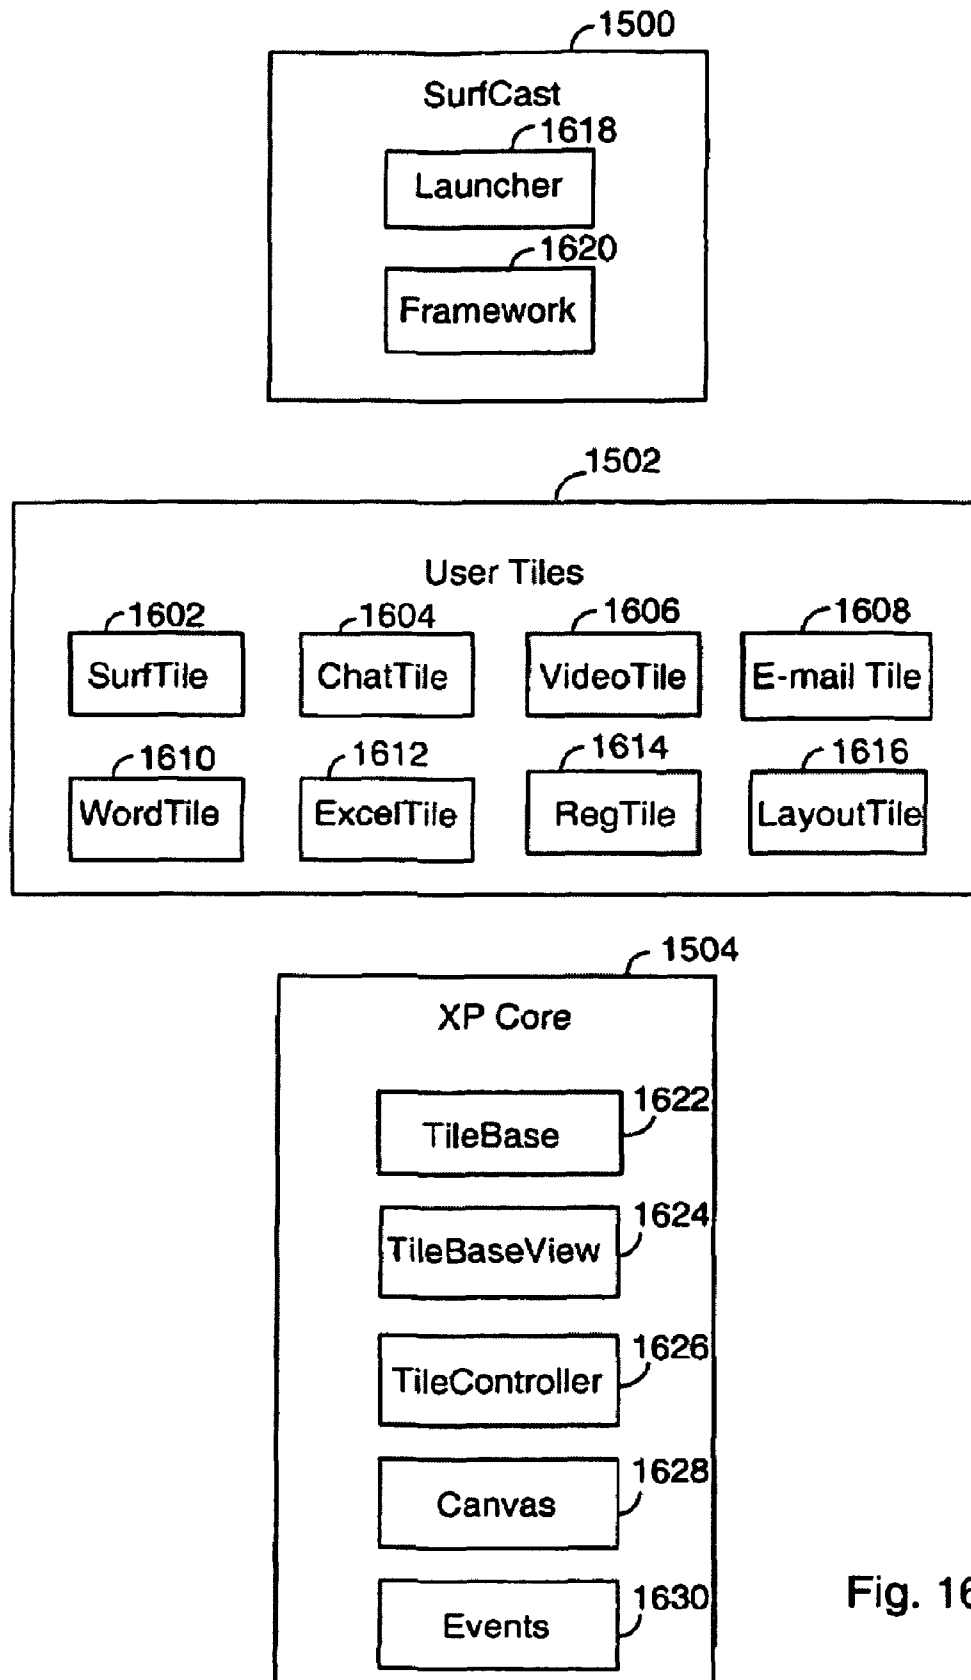 1500
SurfCast
1618
Launcher
1620
Framework
1502
User Tiles
1602 1604 1606 1608
SurfTile ChatTile VideoTile E-mail Tile
1610 1612 1614 1616
WordTile ExcelTile RegTile LayoutTile
1504
XP Core
1622
TileBase
1624
TileBaseView
1626
TileController
1628
Canvas
1630
Events
Fig. 16